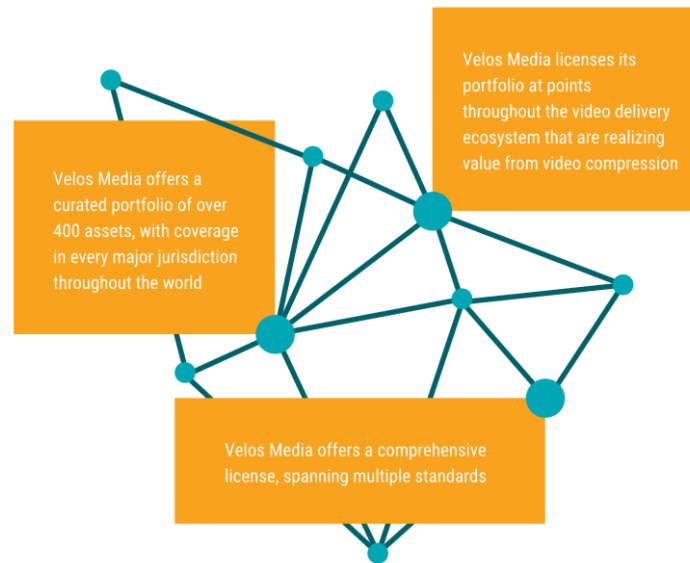 Velos Media licenses its
portfolio at points
throughout the video delivery
ecosystem that are realizing
value from video compression
Velos Media offers a
curated portfolio of over
400 assets, with coverage
in every major jurisdiction
throughout the world
Velos Media offers a comprehensive
license, spanning multiple standards